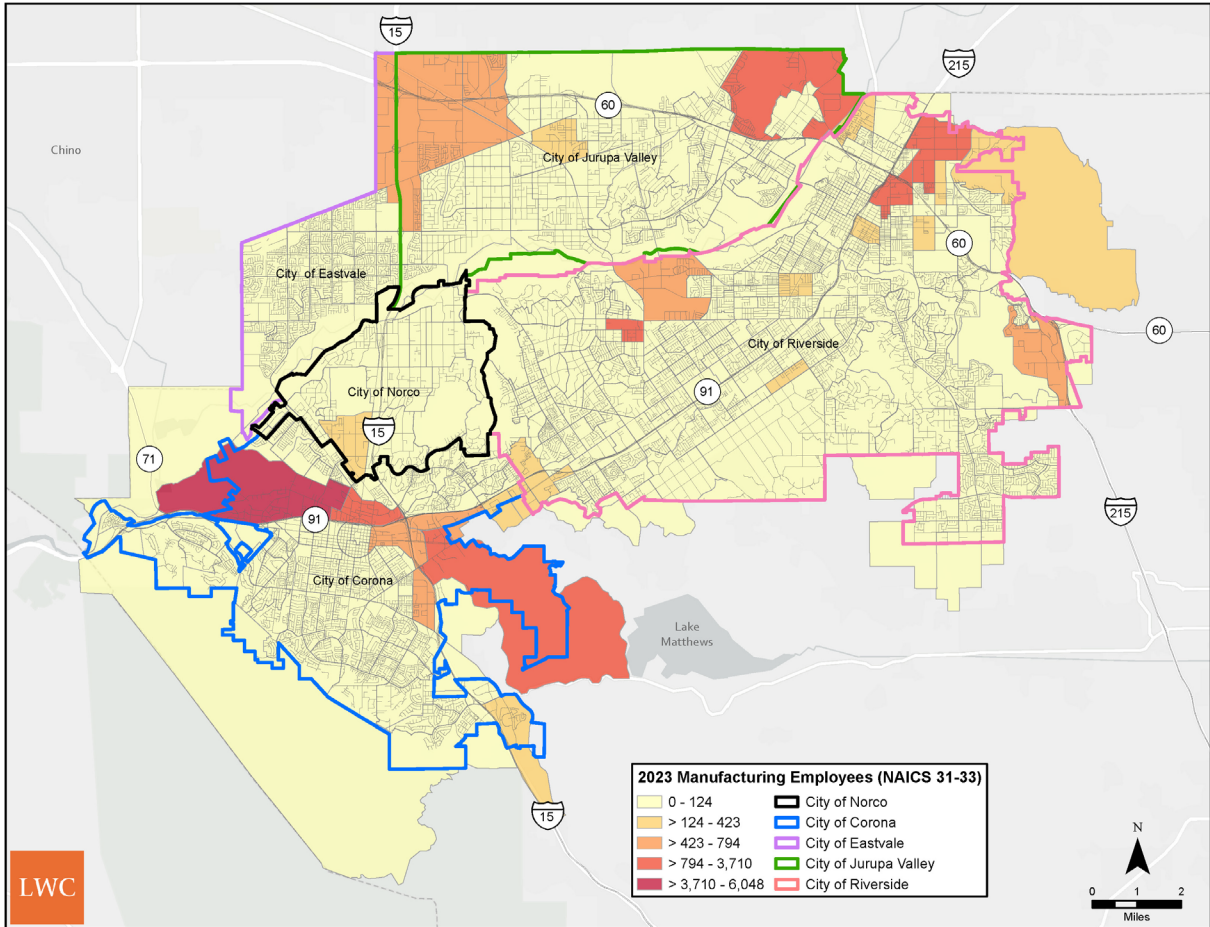 15
215
60
Chino
City of Jurupa Valley
60
City of Eastvale
60
City of Riverside
City of Norco
91
15
71
91
215
City of Corona
Lake
Matthews
15
2023 Manufacturing Employees (NAICS 31-33)
0 - 124
City of Norco
> 124 - 423
City of Corona
> 423 - 794
City of Eastvale
> 794 - 3,710
City of Jurupa Valley
> 3,710 - 6,048
City of Riverside
N
0 1 2
Miles
LWC